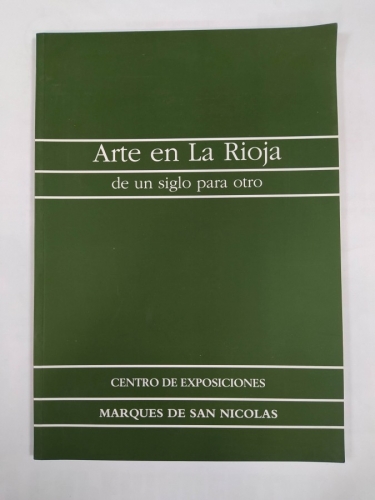 Arte en La Rioja
de un siglo para otro
CENTRO DE EXPOSICIONES
MARQUES DE SAN NICOLAS